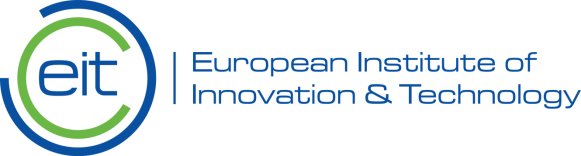 eit
European Institute of
Innovation & Technology